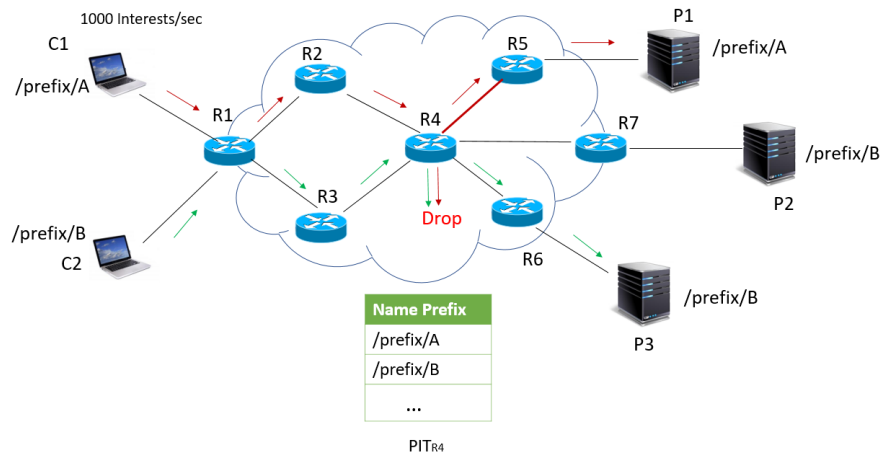 1000 Interests/sec
P1
C1
R5
/prefix/A
R2
/prefix/A
R4
R7
R1
/prefix/B
R3
P2
Drop
/prefix/B
C2
R6
/prefix/B
P3
Name Prefix
/prefix/A
/prefix/B
...
PITR4